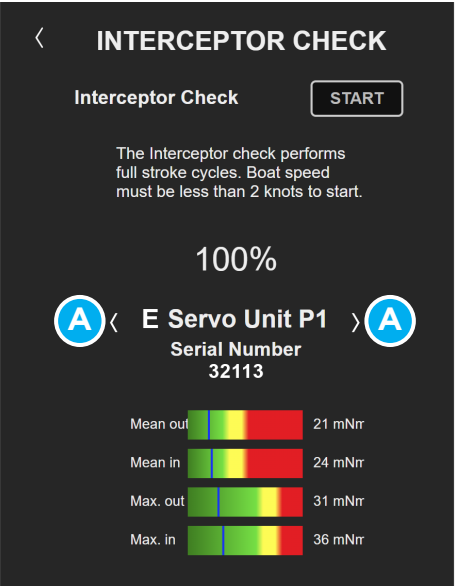 INTERCEPTOR CHECK
Interceptor Check START
The Interceptor check performs
full stroke cycles. Boat speed
must be less than 2 knots to start.
100%
A E Servo Unit P1 A
Serial Number
32113
Mean out 21 mNm
Mean in 24 mNm
Max. out 31 mNm
Max. in 36 mNm